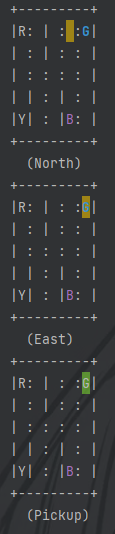 +---------+
|R: | : :G|
| : | : : |
| : : : : |
| | : | : |
|Y| : |B: |
+---------+
(North)
+---------+
|R: | : :G|
| : | : : |
| : : : : |
| | : | : |
|Y| : |B: |
+---------+
(East)
+---------+
|R: | : :G|
| : | : : |
| : : : : |
| | : | : |
|Y| : |B: |
+---------+
(Pickup)